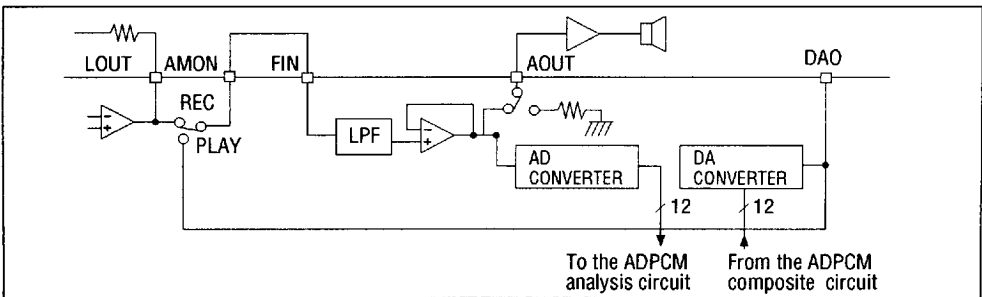 LOUT
AMON
FIN
AOUT
DAO
REC
PLAY
LPF
AD
CONVERTER
DA
CONVERTER
12
12
To the ADPCM
analysis circuit
From the ADPCM
composite circuit